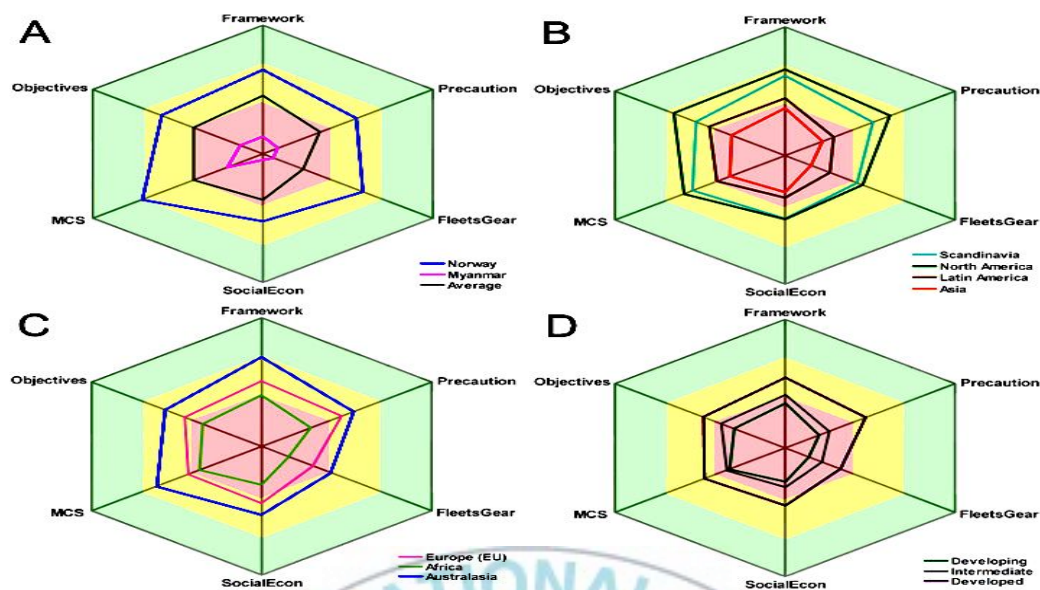 A
Framework
Objectives
Precaution
MCS
FleetsGear
SocialEcon
Norway
Myanmar
Average
B
Framework
Objectives
Precaution
MCS
FleetsGear
SocialEcon
Scandinavia
North America
Latin America
Asia
C
Framework
Objectives
Precaution
MCS
FleetsGear
SocialEcon
Europe (EU)
Africa
Australasia
D
Framework
Objectives
Precaution
MCS
FleetsGear
SocialEcon
Developing
Intermediate
Developed